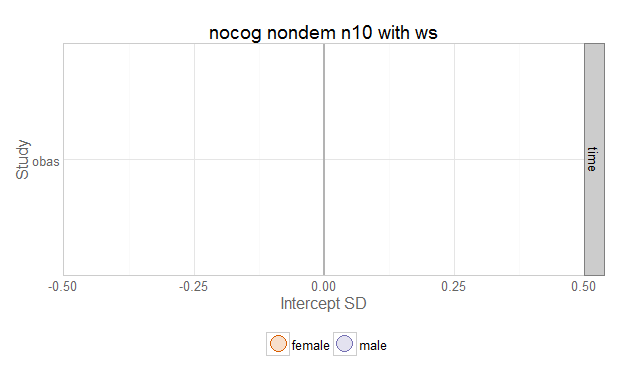 nocog nondem n10 with ws
Study
obas
time
-0.50 -0.25 0.00 0.25 0.50
Intercept SD
female male